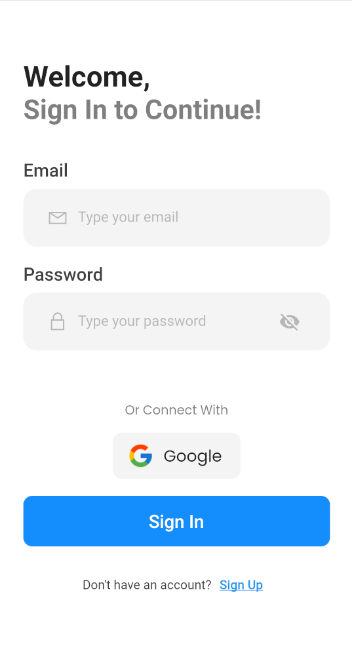 Welcome,
Sign In to Continue!
Email
Type your email
Password
Type your password
Or Connect With
Google
Sign In
Don't have an account? Sign Up